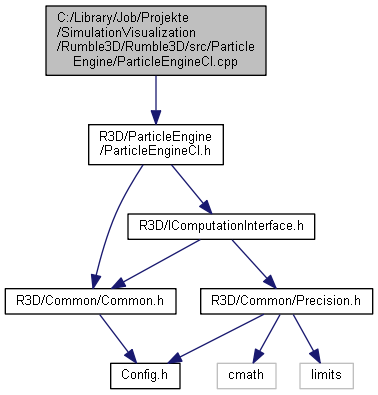 C:/Library/Job/Projekte
/SimulationVisualization
/Rumble3D/Rumble3D/src/Particle
Engine/ParticleEngineCI.cpp
R3D/ParticleEngine
/ParticleEngineCI.h
R3D/IComputationInterface.h
R3D/Common/Common.h
R3D/Common/Precision.h
Config.h
cmath
limits